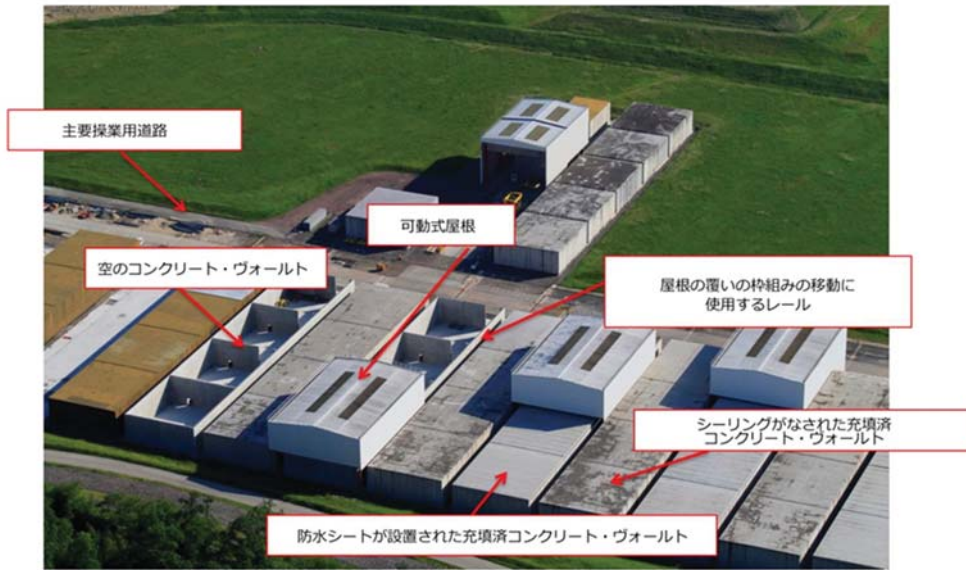 主要操業用道路
可動式屋根
空のコンクリート・ヴォールト
屋根の覆いの枠組みの移動に
使用するレール
シーリングがなされた充填済
コンクリート・ヴォールト
防水シートが設置された充填済コンクリート・ヴォールト